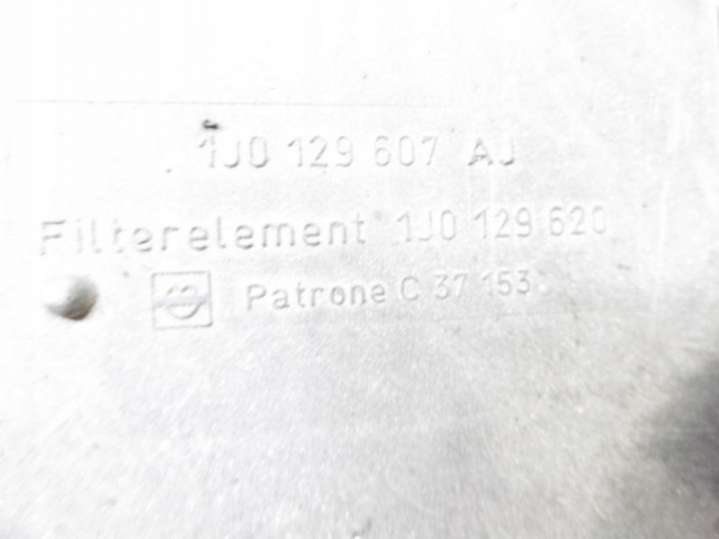 1J0 129 607 AJ
Filterelement 1J0 129 620
Patrone C 37 153